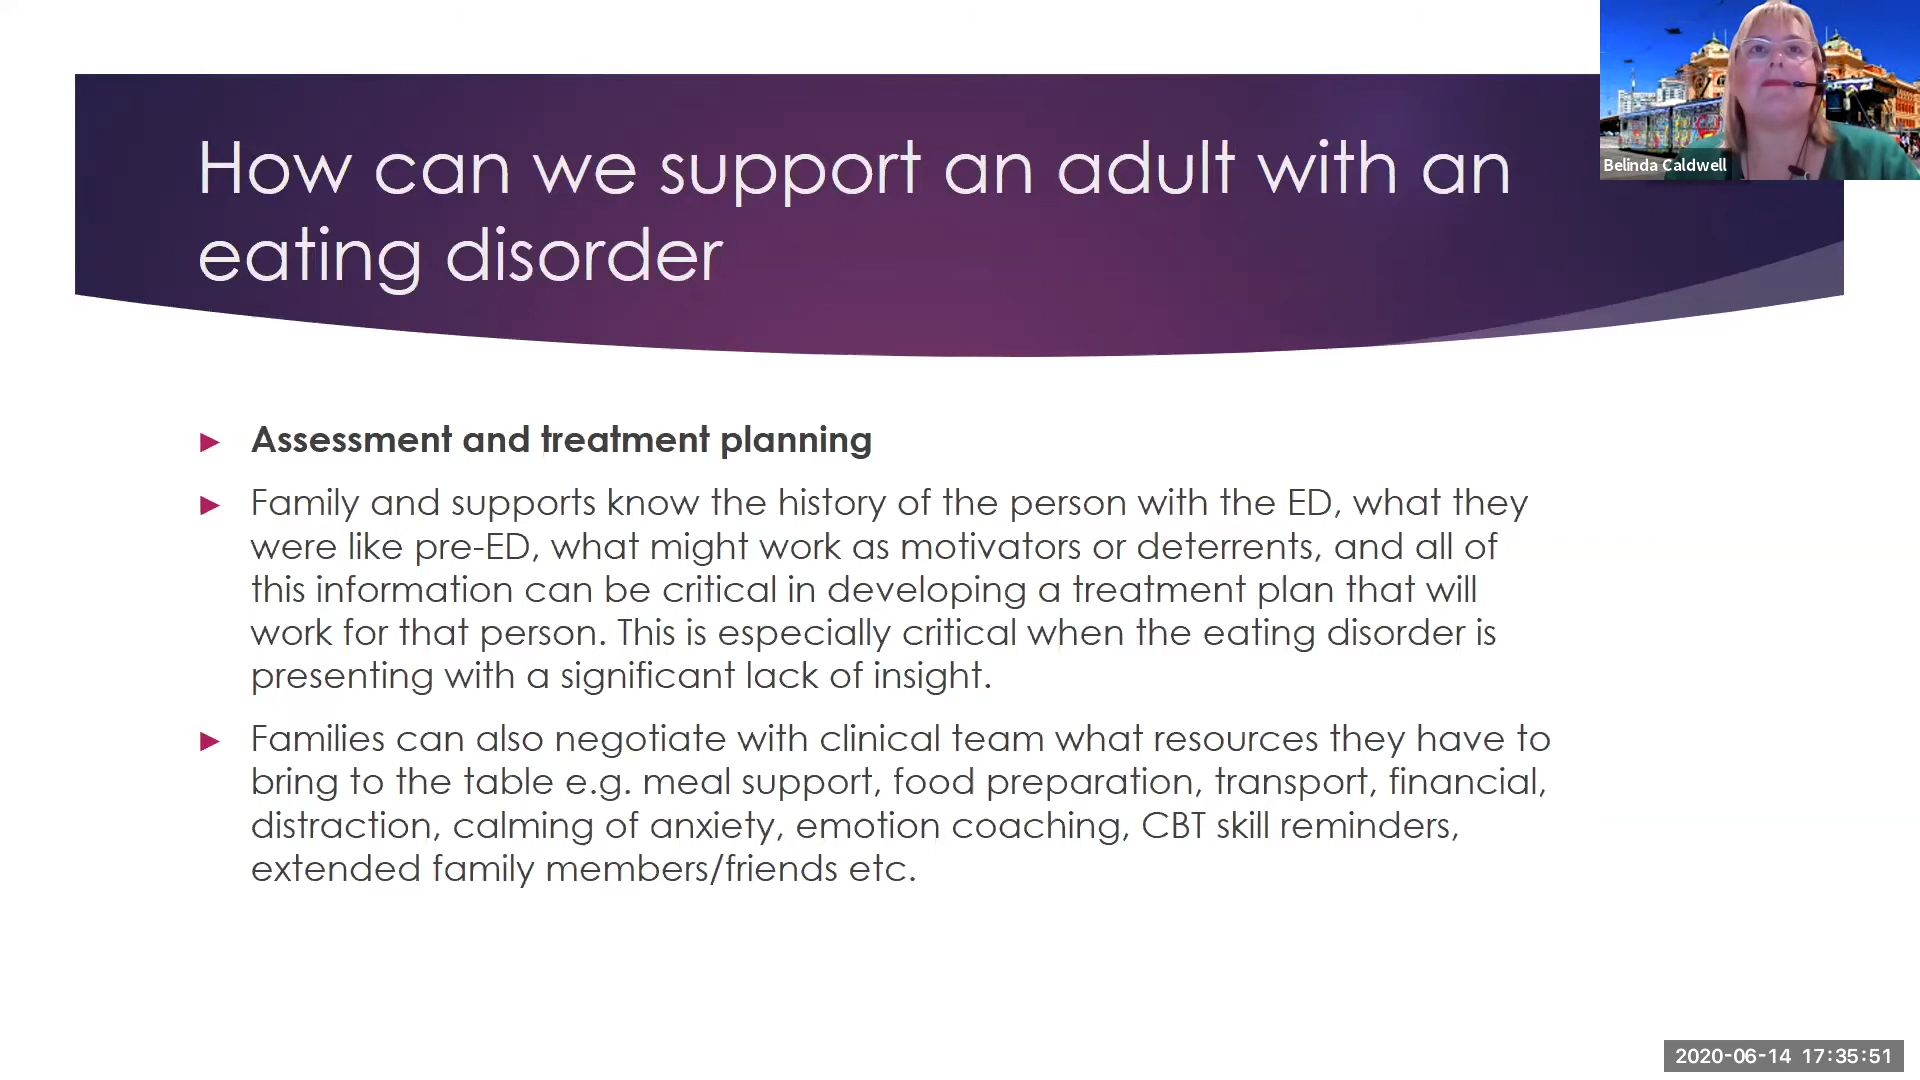 How can we support an adult with an
eating disorder
Belinda Caldwell
► Assessment and treatment planning
► Family and supports know the history of the person with the ED, what they
were like pre-ED, what might work as motivators or deterrents, and all of
this information can be critical in developing a treatment plan that will
work for that person. This is especially critical when the eating disorder is
presenting with a significant lack of insight.
► Families can also negotiate with clinical team what resources they have to
bring to the table e.g. meal support, food preparation, transport, financial,
distraction, calming of anxiety, emotion coaching, CBT skill reminders,
extended family members/friends etc.
2020-06-14 17:35:51